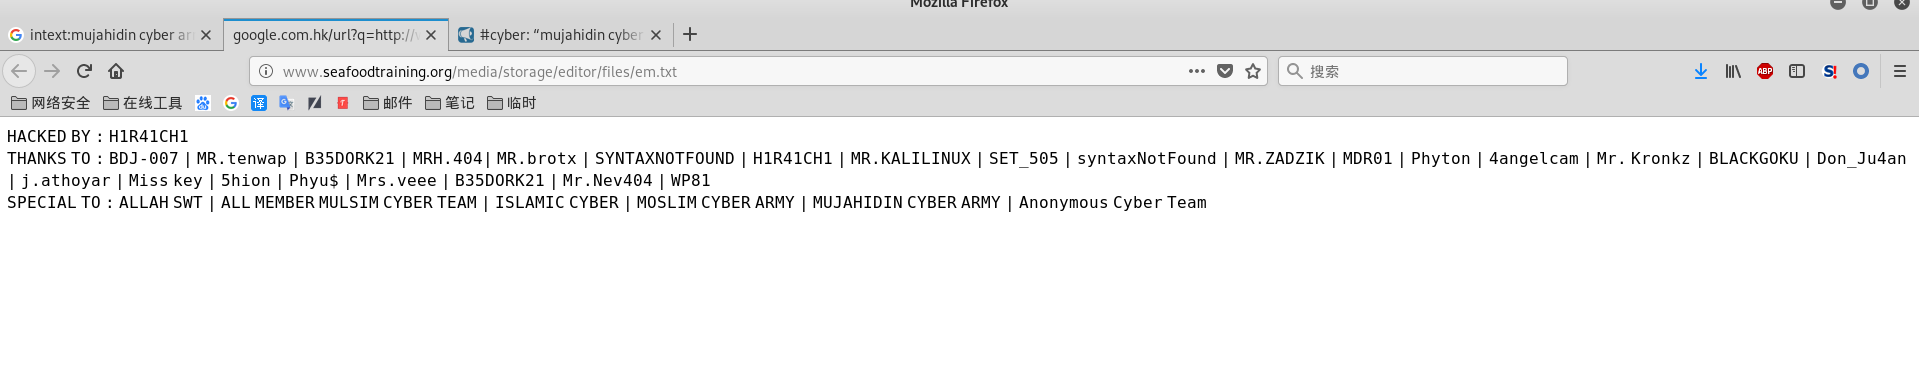 Mozilla Firefox
intext:mujahidin cyber ar
google.com.hk/url?q=http://
#cyber: “mujahidin cyber
www.seafoodtraining.org/media/storage/editor/files/em.txt
搜索
ABP
S!
网络安全
在线工具
译
邮件
笔记
临时
HACKED BY : H1R41CH1
THANKS TO : BDJ-007 | MR.tenwap | B35DORK21 | MRH.404| MR.brotx | SYNTAXNOTFOUND | H1R41CH1 | MR.KALILINUX | SET_505 | syntaxNotFound | MR.ZADZIK | MDR01 | Phyton | 4angelcam | Mr. Kronkz | BLACKGOKU | Don_Ju4an
| j.athoyar | Miss key | 5hion | Phyu$ | Mrs.veee | B35DORK21 | Mr.Nev404 | WP81
SPECIAL TO : ALLAH SWT | ALL MEMBER MULSIM CYBER TEAM | ISLAMIC CYBER | MOSLIM CYBER ARMY | MUJAHIDIN CYBER ARMY | Anonymous Cyber Team